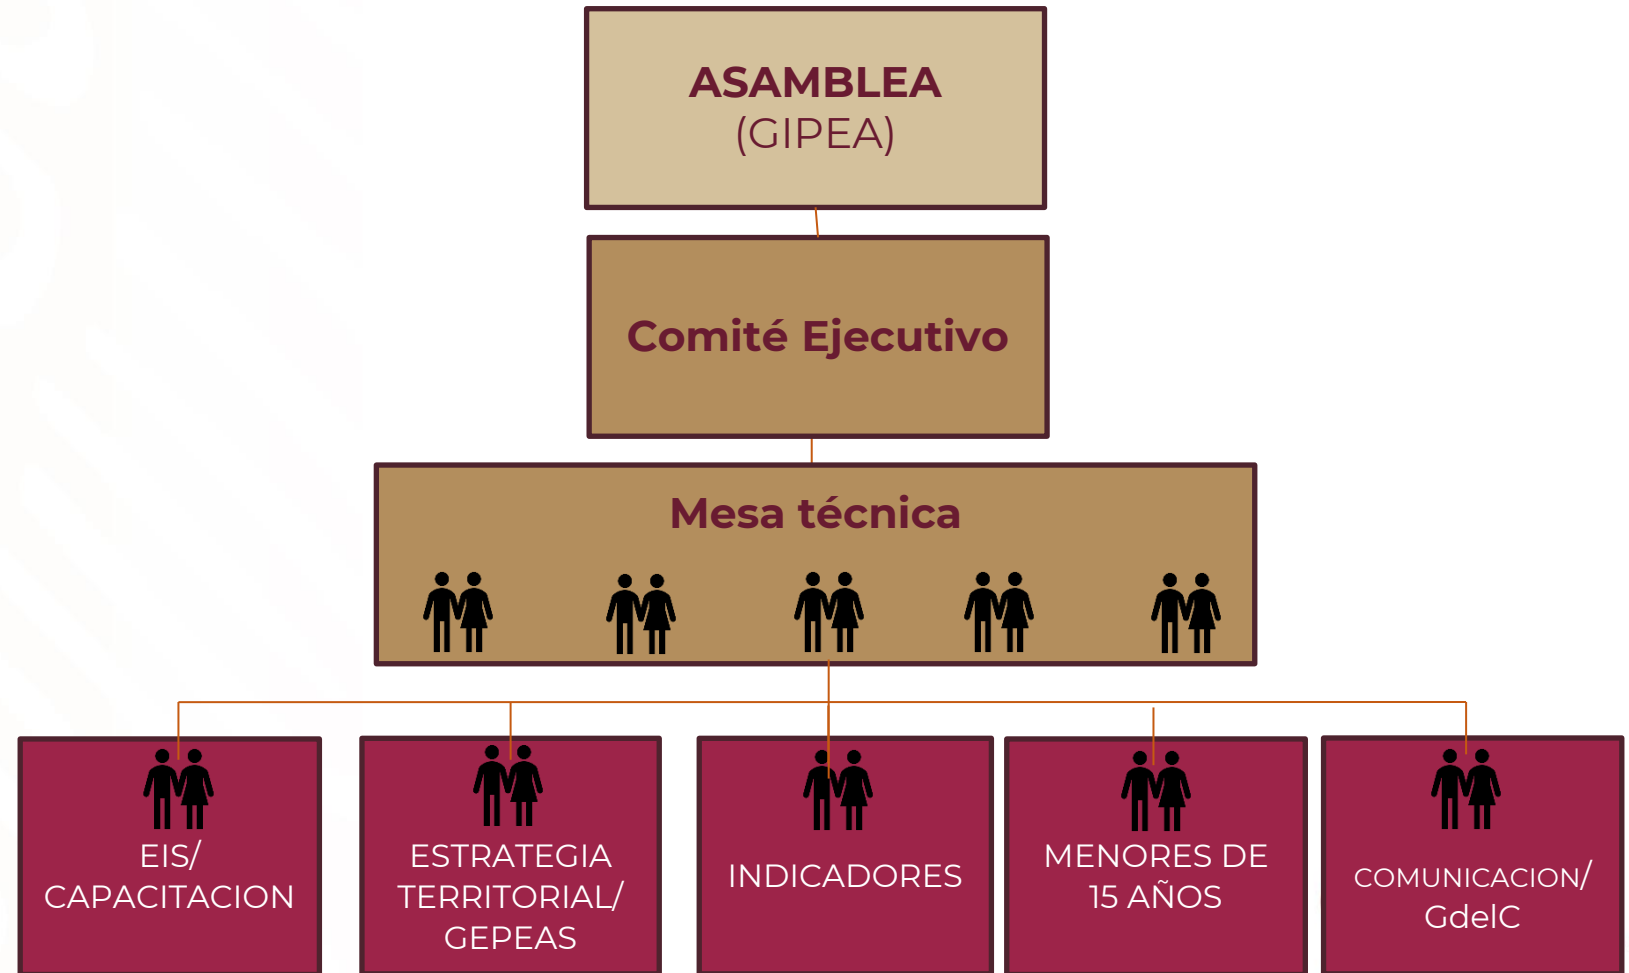 ASAMBLEA
(GIPEA)
Comité Ejecutivo
Mesa técnica
EIS/
CAPACITACION
ESTRATEGIA
TERRITORIAL/
GEPEAS
INDICADORES
MENORES DE
15 AÑOS
COMUNICACION/
GdelC